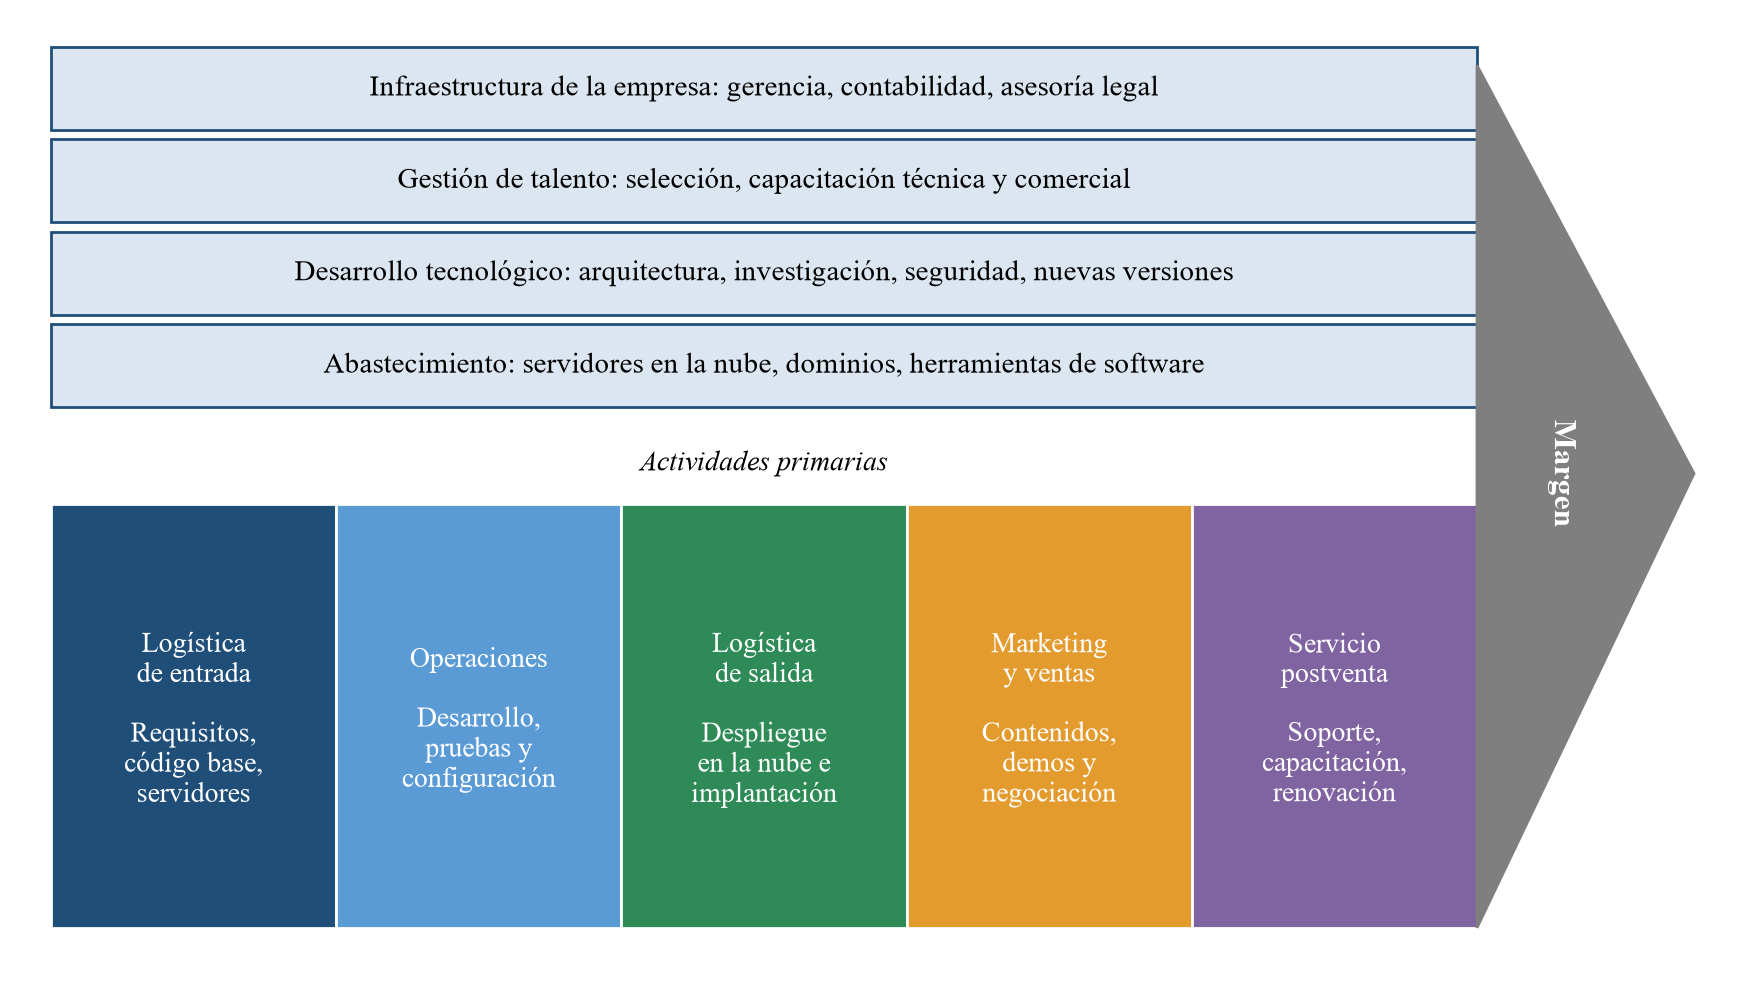 Infraestructura de la empresa: gerencia, contabilidad, asesoría legal
Gestión de talento: selección, capacitación técnica y comercial
Desarrollo tecnológico: arquitectura, investigación, seguridad, nuevas versiones
Abastecimiento: servidores en la nube, dominios, herramientas de software
Margen
Actividades primarias
Logística
de entrada
Requisitos,
código base,
servidores
Operaciones
Desarrollo,
pruebas y
configuración
Logística
de salida
Despliegue
en la nube e
implantación
Marketing
y ventas
Contenidos,
demos y
negociación
Servicio
postventa
Soporte,
capacitación,
renovación